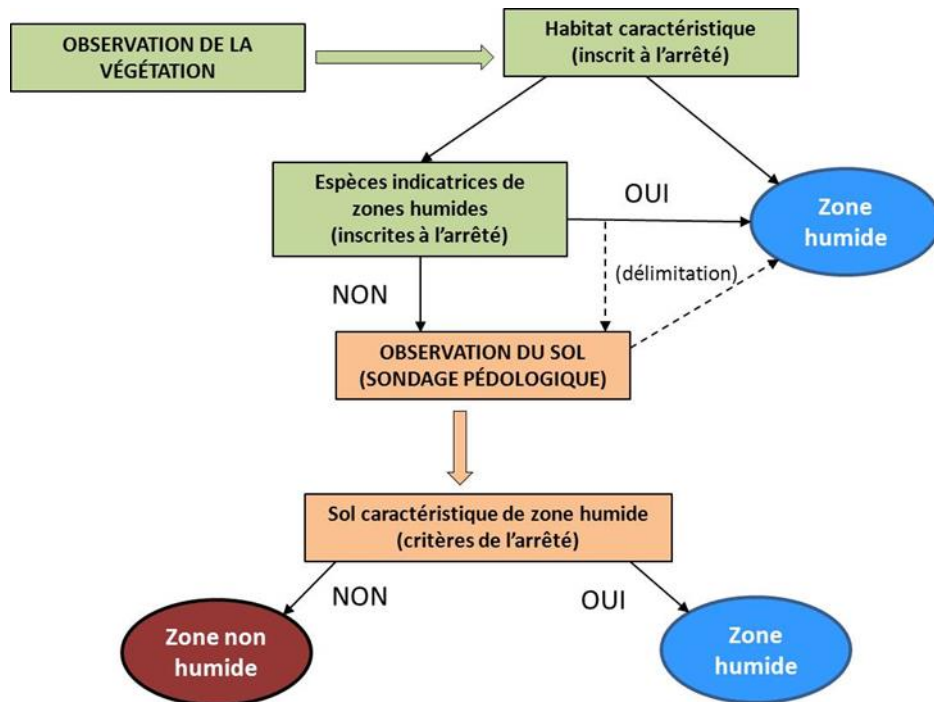 OBSERVATION DE LA
VÉGÉTATION
Habitat caractéristique
(inscrit à l'arrêté)
Espèces indicatrices de
zones humides
(inscrites à l'arrêté)
OUI
Zone
humide
(délimitation)
NON
OBSERVATION DU SOL
(SONDAGE PÉDOLOGIQUE)
Sol caractéristique de zone humide
(critères de l'arrêté)
NON
OUI
Zone non
humide
Zone
humide